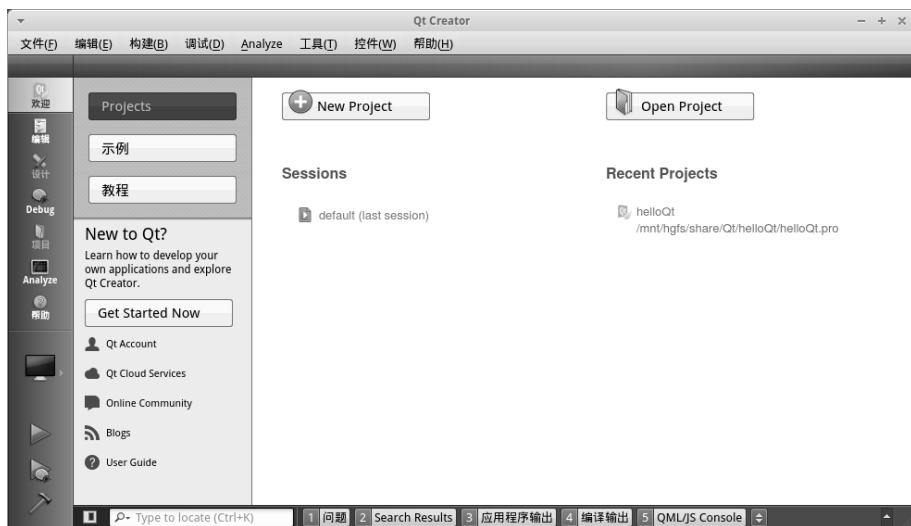 Qt Creator
文件(F) 编辑(E) 构建(B) 调试(D) Analyze 工具(T) 控件(W) 帮助(H)
Qt
欢迎
编辑
设计
Debug
项目
Analyze
帮助
Projects
示例
教程
New to Qt?
Learn how to develop your
own applications and explore
Qt Creator.
Get Started Now
Qt Account
Qt Cloud Services
Online Community
Blogs
User Guide
New Project
Open Project
Sessions
default (last session)
Recent Projects
helloQt
/mnt/hgfs/share/Qt/helloQt/helloQt.pro
Type to locate (Ctrl+K)
1 问题 2 Search Results 3 应用程序输出 4 编译输出 5 QML/JS Console